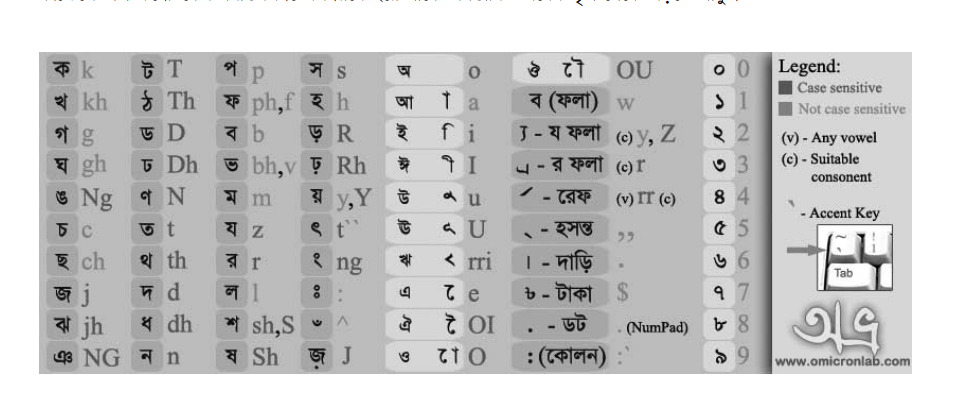 ক k ট T প p স s অ o ঔ ৌ OU ০ 0
খ kh ঠ Th ফ ph,f হ h আ া a ব (ফলা) w ১ 1
গ g ড D ব b ড় R ই ি i ্য - য ফলা (c) y, Z ২ 2
ঘ gh ঢ Dh ভ bh,v ঢ় Rh ঈ ী I ্র - র ফলা (c) r ৩ 3
ঙ Ng ণ N ম m য় y,Y উ ু u র্ - রেফ (v) rr (c) ৪ 4
চ c ত t য z ৎ t`` ঊ ূ U ্ - হসন্ত ,, ৫ 5
ছ ch থ th র r ং ng ঋ ৃ rri । - দাড়ি . ৬ 6
জ j দ d ল l ঃ : এ ে e ৳ - টাকা $ ৭ 7
ঝ jh ধ dh শ sh,S ঁ ^ ঐ ৈ OI . - ডট . (NumPad) ৮ 8
ঞ NG ন n ষ Sh জ় J ও ো O : (কোলন) :` ৯ 9
Legend:
Case sensitive
Not case sensitive
(v) - Any vowel
(c) - Suitable
consonent
` - Accent Key
~ `
! 1
Tab
অভ্র
www.omicronlab.com